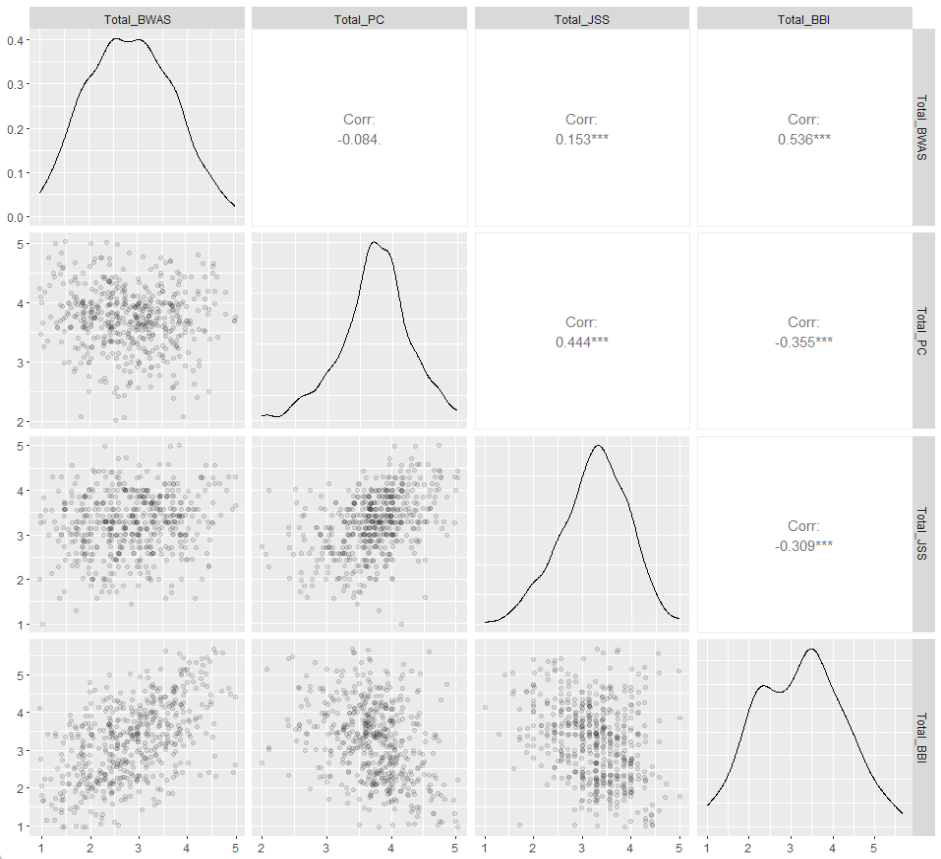 Total_BWAS Total_PC Total_JSS Total_BBI
0.4
0.3
0.2
0.1
0.0
Corr:
-0.084.
Corr:
0.153***
Corr:
0.536***
Total_BWAS
5
4
3
2
Corr:
0.444***
Corr:
-0.355***
Total_PC
5
4
3
2
1
Corr:
-0.309***
Total_JSS
5
4
3
2
1
Total_BBI
1 2 3 4 5 2 3 4 5 1 2 3 4 5 1 2 3 4 5